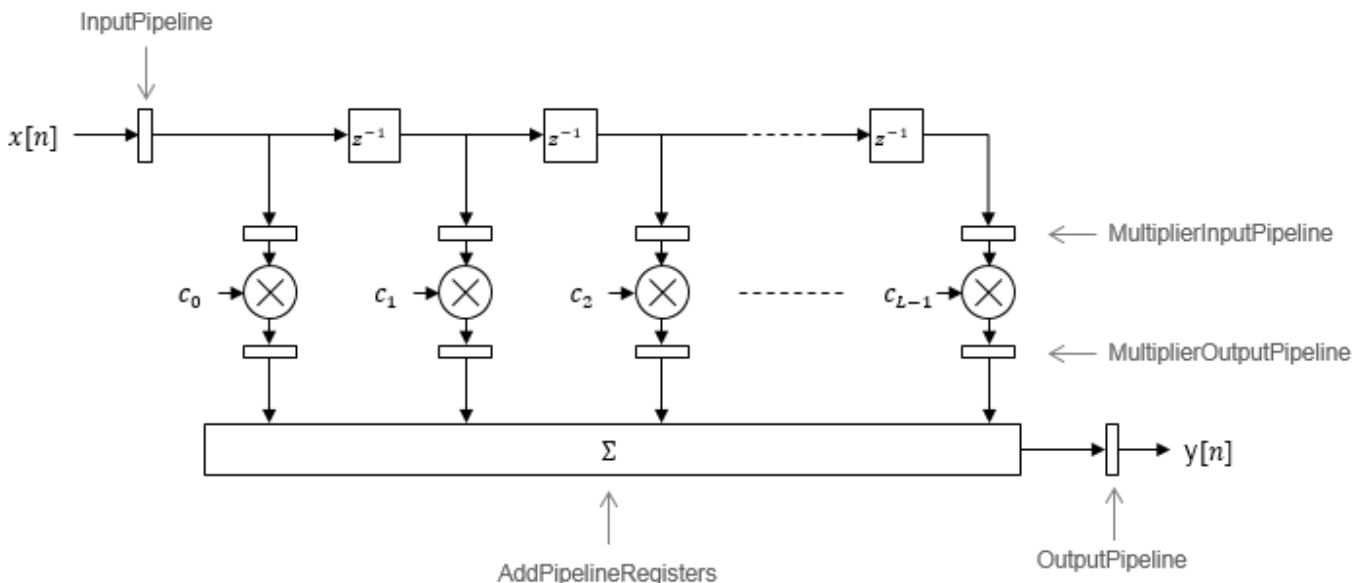 InputPipeline
x[n]
z⁻¹
z⁻¹
z⁻¹
MultiplierInputPipeline
c₀
c₁
c₂
c_{L−1}
MultiplierOutputPipeline
Σ
y[n]
AddPipelineRegisters
OutputPipeline